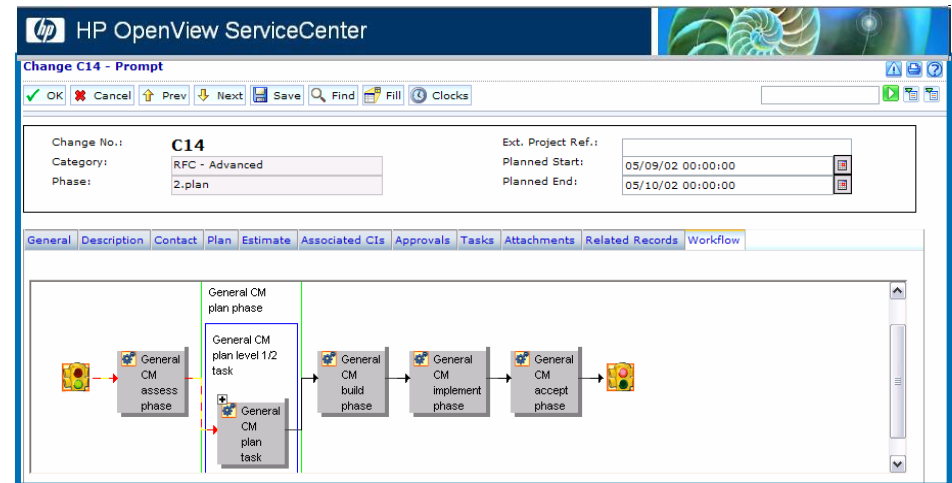 hp HP OpenView ServiceCenter
Change C14 - Prompt
OK Cancel Prev Next Save Find Fill Clocks
Change No.: C14 Ext. Project Ref.:
Category: RFC - Advanced Planned Start: 05/09/02 00:00:00
Phase: 2.plan Planned End: 05/10/02 00:00:00
General Description Contact Plan Estimate Associated CIs Approvals Tasks Attachments Related Records Workflow
General CM
plan phase
General CM
plan level 1/2
task
General
CM
assess
phase
General
CM
plan
task
General
CM
build
phase
General
CM
implement
phase
General
CM
accept
phase